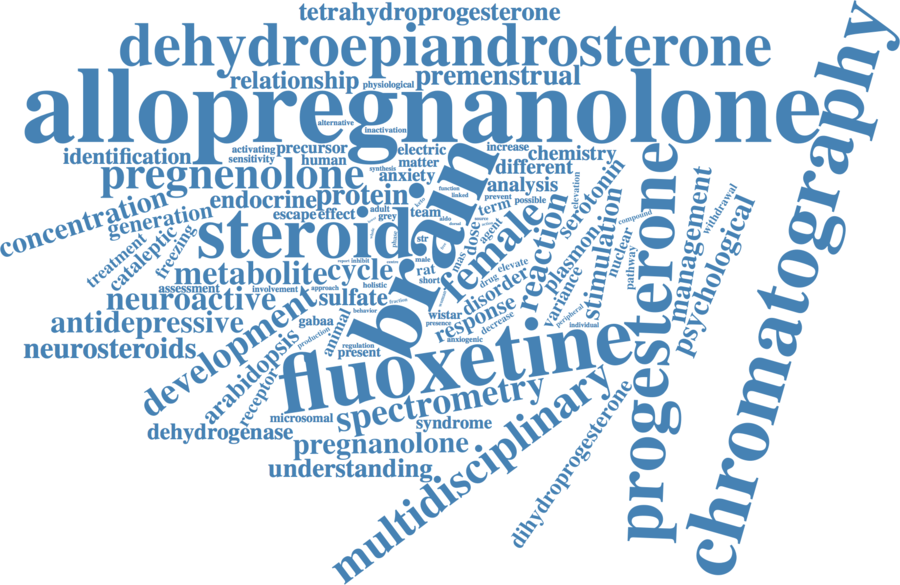 tetrahydroprogesterone
dehydroepiandrosterone
relationship
physiological
premenstrual
allopregnanolone
chromatography
alternative
inactivation
identification
activating
sensitivity
precursor
human
synthesis
electric
matter
increase
chemistry
different
pregnenolone
anxiety
analysis
function
linked
prevent
possible
endocrine
protein
concentration
generation
escape
effect
adult
grey
team
term
elevation
serotonin
steroid
brain
female
agent
dose
mas
str
male
rat
short
treatment
cataleptic
freezing
metabolite
cycle
report
inhibit
holistic
reaction
plasmon
variance
stimulation
nuclear
compound
pathway
progesterone
management
withdrawal
psychological
assessment
involvement
approach
neuroactive
sulfate
fraction
behavior
drug
elevate
disorder
response
wistar
presence
decrease
anxiogenic
peripheral
individual
antidepressive
development
gabaa
animal
production
regulation
present
neurosteroids
arabidopsis
receptor
fluoxetine
microsomal
spectrometry
syndrome
dehydrogenase
pregnanolone
understanding
multidisciplinary
dihydroprogesterone